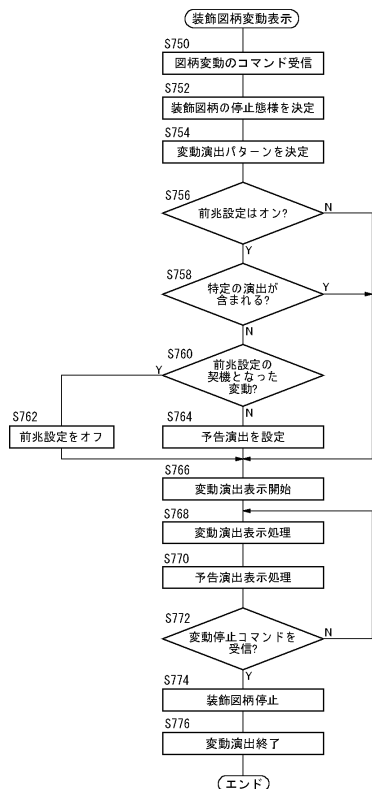 装飾図柄変動表示
S750
図柄変動のコマンド受信
S752
装飾図柄の停止態様を決定
S754
変動演出パターンを決定
S756
前兆設定はオン?
N
Y
S758
特定の演出が
含まれる?
Y
N
S760
前兆設定の
契機となった
変動?
Y
N
S762
前兆設定をオフ
S764
予告演出を設定
S766
変動演出表示開始
S768
変動演出表示処理
S770
予告演出表示処理
S772
変動停止コマンドを
受信?
N
Y
S774
装飾図柄停止
S776
変動演出終了
エンド